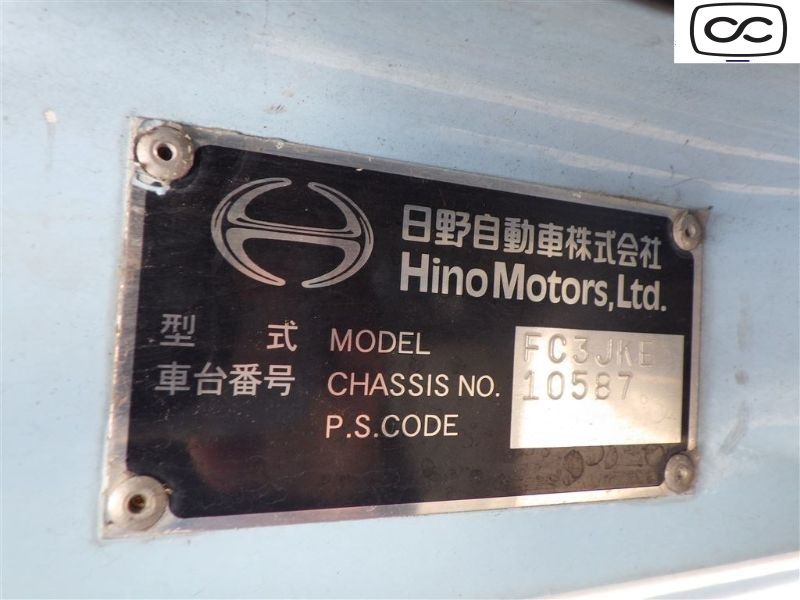 日野自動車株式会社
Hino Motors, Ltd.
型 式 MODEL FC3JKE
車台番号 CHASSIS NO. 10587
P.S.CODE